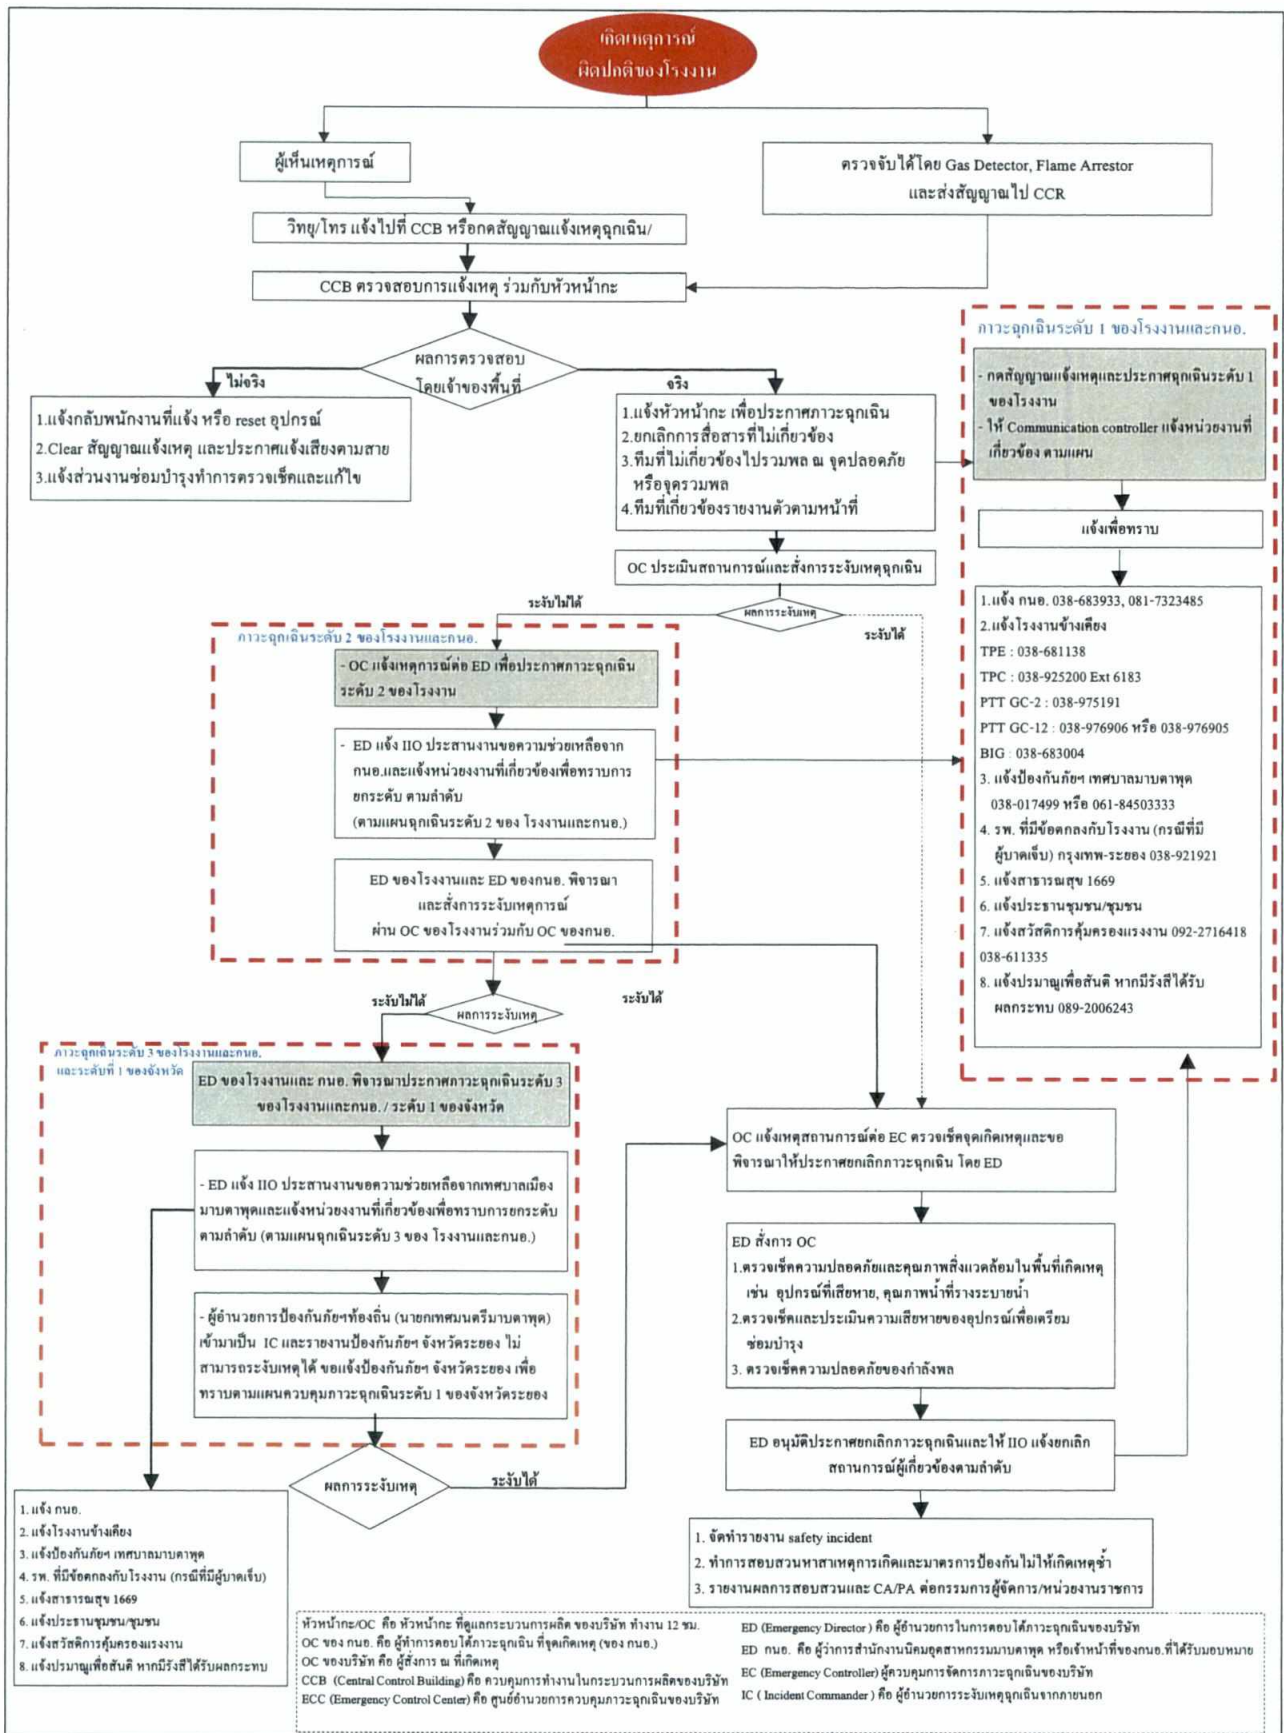 เกิดเหตุการณ์
ผิดปกติของโรงงาน
ผู้เห็นเหตุการณ์
ตรวจจับได้โดย Gas Detector, Flame Arrestor
และส่งสัญญาณไป CCR
วิทยุ/โทร แจ้งไปที่ CCB หรือกดสัญญาณแจ้งเหตุฉุกเฉิน/
CCB ตรวจสอบการแจ้งเหตุ ร่วมกับหัวหน้ากะ
ผลการตรวจสอบ
โดยเจ้าของพื้นที่
ไม่จริง
จริง
1.แจ้งกลับพนักงานที่แจ้ง หรือ reset อุปกรณ์
2.Clear สัญญาณแจ้งเหตุ และประกาศแจ้งเสียงตามสาย
3.แจ้งส่วนงานซ่อมบำรุงทำการตรวจเช็คและแก้ไข
1.แจ้งหัวหน้ากะ เพื่อประกาศภาวะฉุกเฉิน
2.ยกเลิกการสื่อสารที่ไม่เกี่ยวข้อง
3.ทีมที่ไม่เกี่ยวข้องไปรวมพล ณ จุดปลอดภัย
หรือจุดรวมพล
4.ทีมที่เกี่ยวข้องรายงานตัวตามหน้าที่
ภาวะฉุกเฉินระดับ 1 ของโรงงานและกนอ.
- กดสัญญาณแจ้งเหตุและประกาศฉุกเฉินระดับ 1
ของโรงงาน
- ให้ Communication controller แจ้งหน่วยงานที่
เกี่ยวข้อง ตามแผน
แจ้งเพื่อทราบ
1.แจ้ง กนอ. 038-683933, 081-7323485
2.แจ้งโรงงานข้างเคียง
TPE : 038-681138
TPC : 038-925200 Ext 6183
PTT GC-2 : 038-975191
PTT GC-12 : 038-976906 หรือ 038-976905
BIG : 038-683004
3. แจ้งป้องกันภัยฯ เทศบาลมาบตาพุด
038-017499 หรือ 061-84503333
4. รพ. ที่มีข้อตกลงกับโรงงาน (กรณีที่มี
ผู้บาดเจ็บ) กรุงเทพ-ระยอง 038-921921
5. แจ้งสาธารณสุข 1669
6. แจ้งประธานชุมชน/ชุมชน
7. แจ้งสวัสดิการคุ้มครองแรงงาน 092-2716418
038-611335
8. แจ้งปรมาณูเพื่อสันติ หากมีรังสีได้รับ
ผลกระทบ 089-2006243
OC ประเมินสถานการณ์และสั่งการระงับเหตุฉุกเฉิน
ผลการระงับเหตุ
ระงับไม่ได้
ระงับได้
ภาวะฉุกเฉินระดับ 2 ของโรงงานและกนอ.
- OC แจ้งเหตุการณ์ต่อ ED เพื่อประกาศภาวะฉุกเฉิน
ระดับ 2 ของโรงงาน
- ED แจ้ง IIO ประสานงานขอความช่วยเหลือจาก
กนอ.และแจ้งหน่วยงงานที่เกี่ยวข้องเพื่อทราบการ
ยกระดับ ตามลำดับ
(ตามแผนฉุกเฉินระดับ 2 ของ โรงงานและกนอ.)
ED ของโรงงานและ ED ของกนอ. พิจารณา
และสั่งการระงับเหตุการณ์
ผ่าน OC ของโรงงานร่วมกับ OC ของกนอ.
ระงับไม่ได้
ระงับได้
ผลการระงับเหตุ
ภาวะฉุกเฉินระดับ 3 ของโรงงานและกนอ.
และระดับที่ 1 ของจังหวัด
ED ของโรงงานและ กนอ. พิจารณาประกาศภาวะฉุกเฉินระดับ 3
ของโรงงานและกนอ. / ระดับ 1 ของจังหวัด
- ED แจ้ง IIO ประสานงานขอความช่วยเหลือจากเทศบาลเมือง
มาบตาพุดและแจ้งหน่วยงงานที่เกี่ยวข้องเพื่อทราบการยกระดับ
ตามลำดับ (ตามแผนฉุกเฉินระดับ 3 ของ โรงงานและกนอ.)
- ผู้อำนวยการป้องกันภัยฯท้องถิ่น (นายกเทศมนตรีมาบตาพุด)
เข้ามาเป็น IC และรายงานป้องกันภัยฯ จังหวัดระยอง ไม่
สามารถระงับเหตุได้ ขอแจ้งป้องกันภัยฯ จังหวัดระยอง เพื่อ
ทราบตามแผนควบคุมภาวะฉุกเฉินระดับ 1 ของจังหวัดระยอง
ผลการระงับเหตุ
ระงับได้
OC แจ้งเหตุสถานการณ์ต่อ EC ตรวจเช็คจุดเกิดเหตุและขอ
พิจารณาให้ประกาศยกเลิกภาวะฉุกเฉิน โดย ED
ED สั่งการ OC
1.ตรวจเช็คความปลอดภัยและคุณภาพสิ่งแวดล้อมในพื้นที่เกิดเหตุ
เช่น อุปกรณ์ที่เสียหาย, คุณภาพน้ำที่รางระบายน้ำ
2.ตรวจเช็คและประเมินความเสียหายของอุปกรณ์เพื่อเตรียม
ซ่อมบำรุง
3. ตรวจเช็คความปลอดภัยของกำลังพล
ED อนุมัติประกาศยกเลิกภาวะฉุกเฉินและให้ IIO แจ้งยกเลิก
สถานการณ์ผู้เกี่ยวข้องตามลำดับ
1. จัดทำรายงาน safety incident
2. ทำการสอบสวนหาสาเหตุการเกิดและมาตรการป้องกันไม่ให้เกิดเหตุซ้ำ
3. รายงานผลการสอบสวนและ CA/PA ต่อกรรมการผู้จัดการ/หน่วยงานราชการ
1. แจ้ง กนอ.
2. แจ้งโรงงานข้างเคียง
3. แจ้งป้องกันภัยฯ เทศบาลมาบตาพุด
4. รพ. ที่มีข้อตกลงกับโรงงาน (กรณีที่มีผู้บาดเจ็บ)
5. แจ้งสาธารณสุข 1669
6. แจ้งประธานชุมชน/ชุมชน
7. แจ้งสวัสดิการคุ้มครองแรงงาน
8. แจ้งปรมาณูเพื่อสันติ หากมีรังสีได้รับผลกระทบ
หัวหน้ากะ/OC คือ หัวหน้ากะ ที่ดูแลกระบวนการผลิต ของบริษัท ทำงาน 12 ชม.
OC ของ กนอ. คือ ผู้ทำการตอบโต้ภาวะฉุกเฉิน ที่จุดเกิดเหตุ (ของ กนอ.)
OC ของบริษัท คือ ผู้สั่งการ ณ ที่เกิดเหตุ
CCB (Central Control Building) คือ ควบคุมการทำงานในกระบวนการผลิตของบริษัท
ECC (Emergency Control Center) คือ ศูนย์อำนวยการควบคุมภาวะฉุกเฉินของบริษัท
ED (Emergency Director ) คือ ผู้อำนวยการในการตอบโต้ภาวะฉุกเฉินของบริษัท
ED กนอ. คือ ผู้ว่าการสำนักงานนิคมอุตสาหกรรมมาบตาพุด หรือเจ้าหน้าที่ของกนอ.ที่ได้รับมอบหมาย
EC (Emergency Controller) ผู้ควบคุมการจัดการภาวะฉุกเฉินของบริษัท
IC ( Incident Commander ) คือ ผู้อำนวยการระงับเหตุฉุกเฉินจากภายนอก